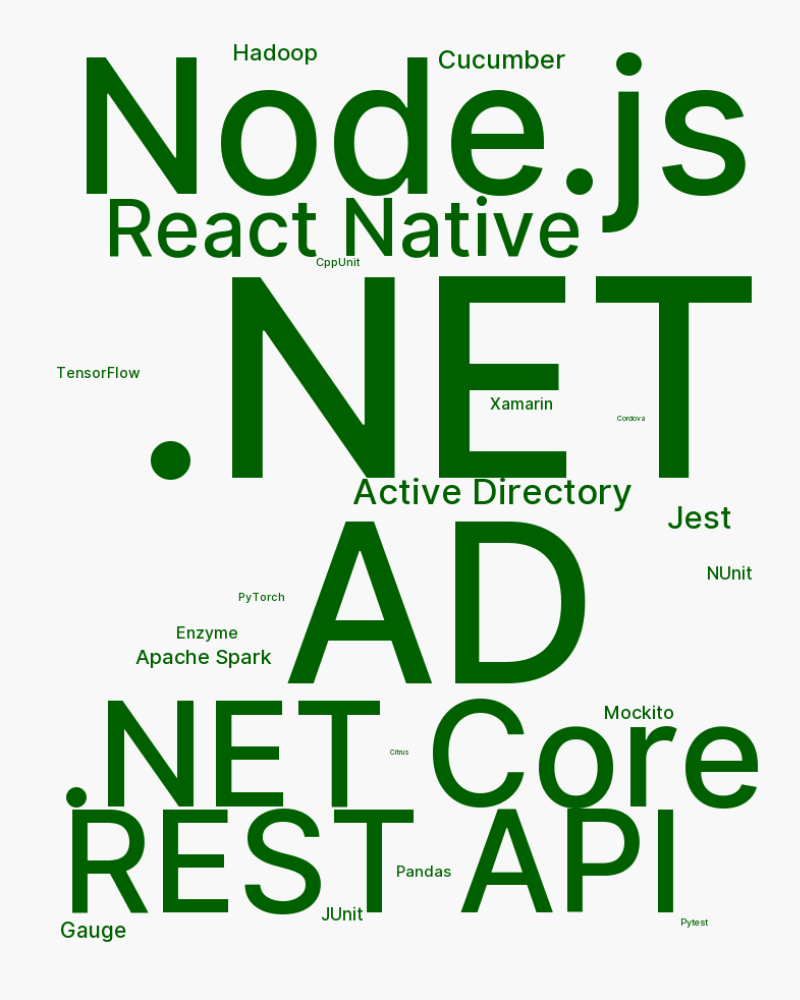 Hadoop
Cucumber
Node.js
React Native
CppUnit
.NET
TensorFlow
Xamarin
Cordova
Active Directory
Jest
AD
NUnit
PyTorch
Enzyme
Apache Spark
Mockito
.NET Core
Citrus
REST API
Pandas
JUnit
Pytest
Gauge